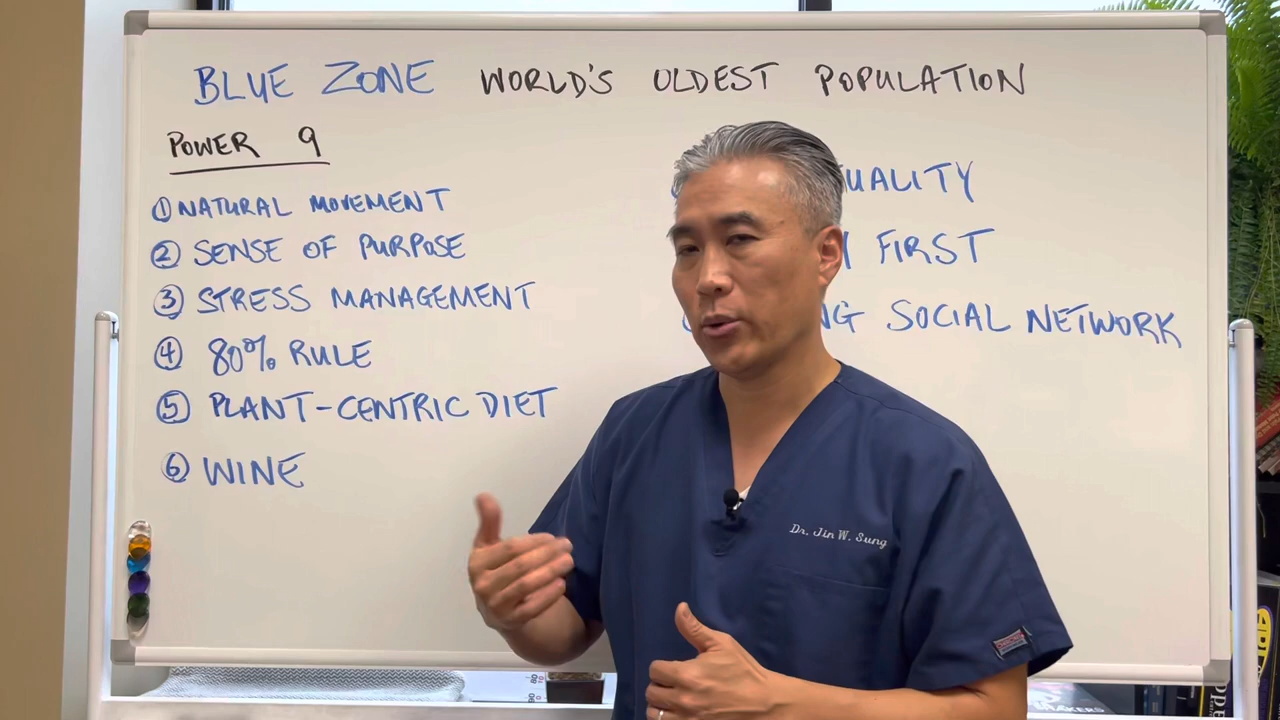 BLUE ZONE WORLD'S OLDEST POPULATION
POWER 9
① NATURAL MOVEMENT
② SENSE OF PURPOSE
③ STRESS MANAGEMENT
④ 80% RULE
⑤ PLANT-CENTRIC DIET
⑥ WINE
UALITY
FIRST
NG SOCIAL NETWORK
Dr. Jin W. Sung